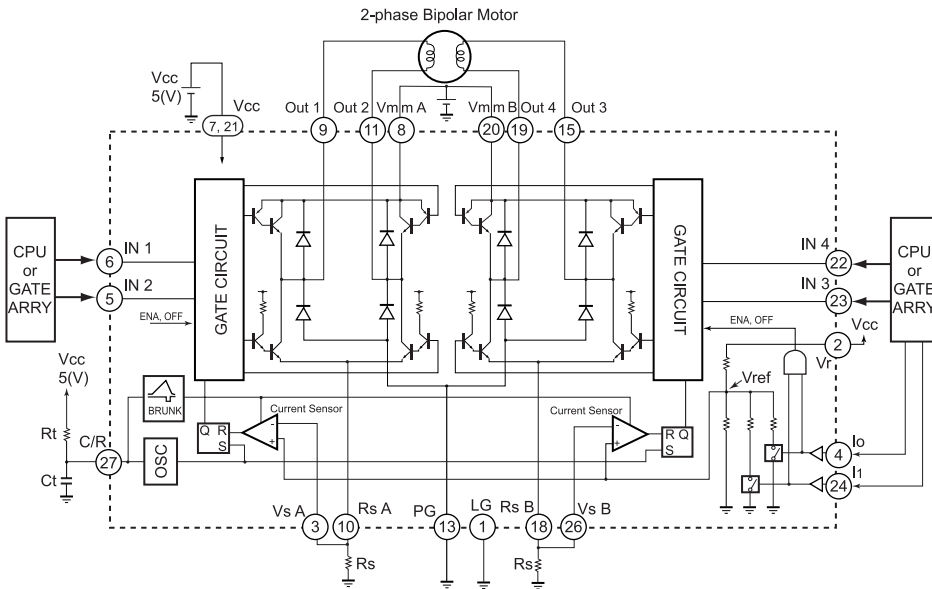 2-phase Bipolar Motor
Vcc
5(V)
Vcc
7, 21
Out 1
Out 2
Vmm A
Vmm B
Out 4
Out 3
9
11
8
20
19
15
CPU
or
GATE
ARRY
6
IN 1
5
IN 2
ENA, OFF
GATE CIRCUIT
GATE CIRCUIT
IN 4
22
IN 3
23
CPU
or
GATE
ARRY
ENA, OFF
Vcc
2
Vr
Vref
Vcc
5(V)
Rt
C/R
27
Ct
BRUNK
OSC
Q
R
S
Current Sensor
-
+
Current Sensor
-
+
R
Q
S
Io
4
I1
24
Vs A
3
10
Rs A
PG
13
LG
1
Rs B
18
26
Vs B
Rs
Rs